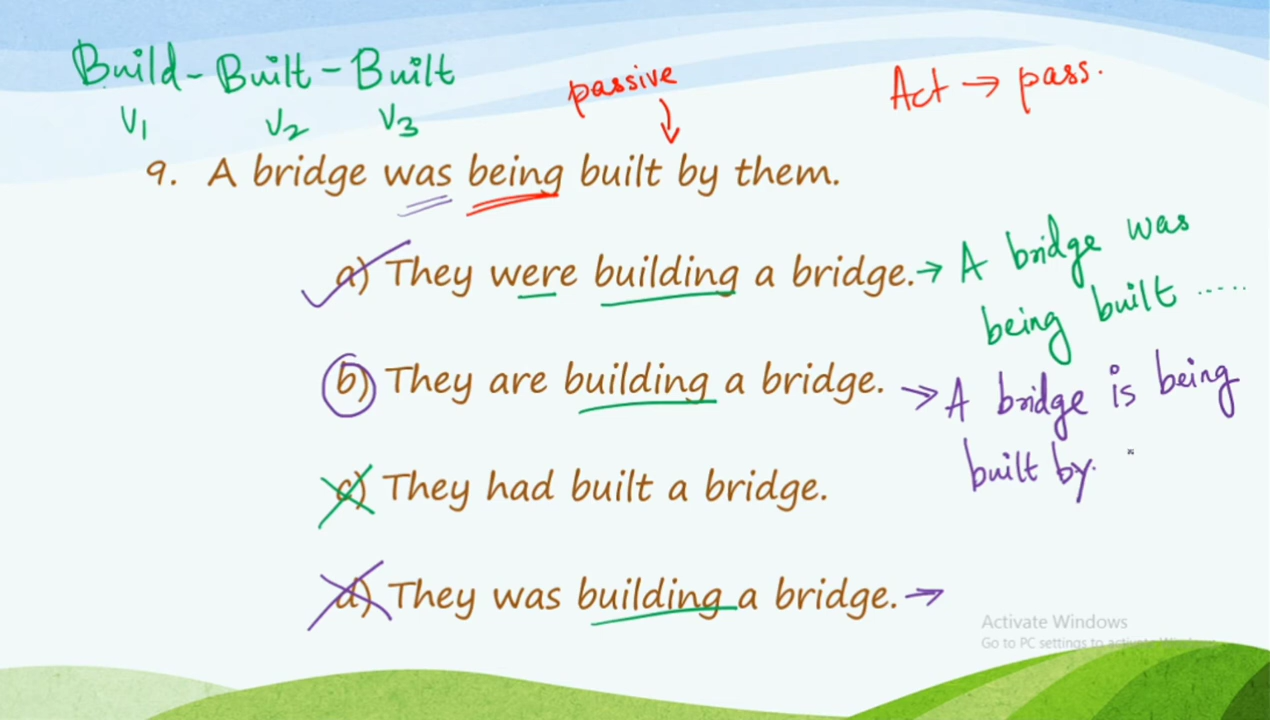 Build - Built - Built
V1 V2 V3
passive
Act → pass.
9. A bridge was being built by them.
a) They were building a bridge. → A bridge was
being built .....
b) They are building a bridge. → A bridge is being
built by.
c) They had built a bridge.
d) They was building a bridge. →
Activate Windows
Go to PC settings to activate Windows.